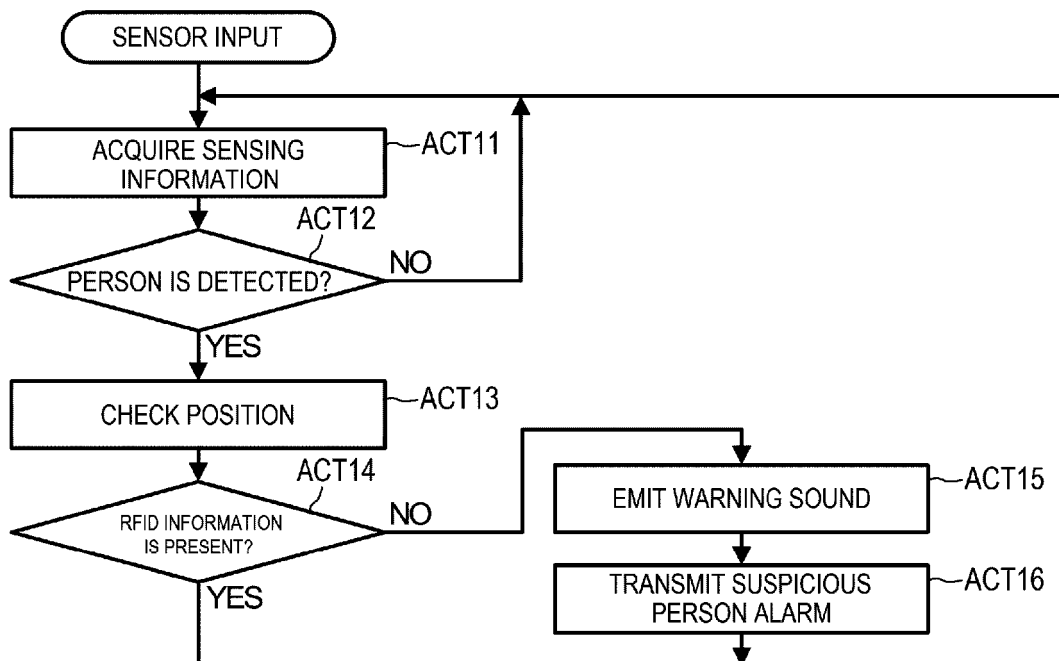 SENSOR INPUT
ACQUIRE SENSING
INFORMATION
ACT11
ACT12
PERSON IS DETECTED?
NO
YES
CHECK POSITION
ACT13
ACT14
RFID INFORMATION
IS PRESENT?
NO
YES
EMIT WARNING SOUND
ACT15
TRANSMIT SUSPICIOUS
PERSON ALARM
ACT16